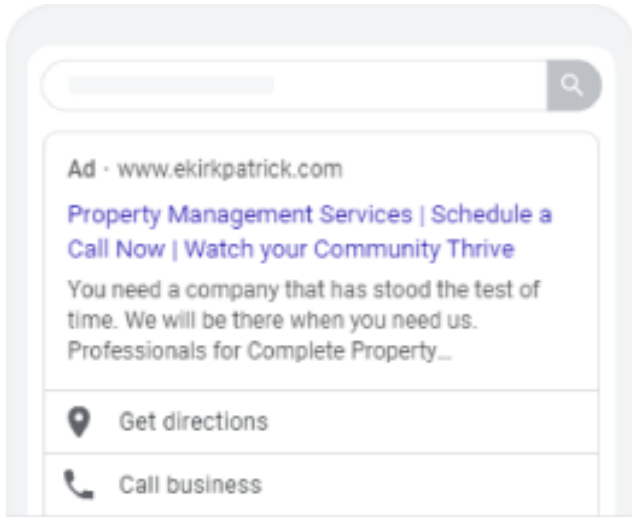 Ad · www.ekirkpatrick.com
Property Management Services | Schedule a
Call Now | Watch your Community Thrive
You need a company that has stood the test of
time. We will be there when you need us.
Professionals for Complete Property...
Get directions
Call business